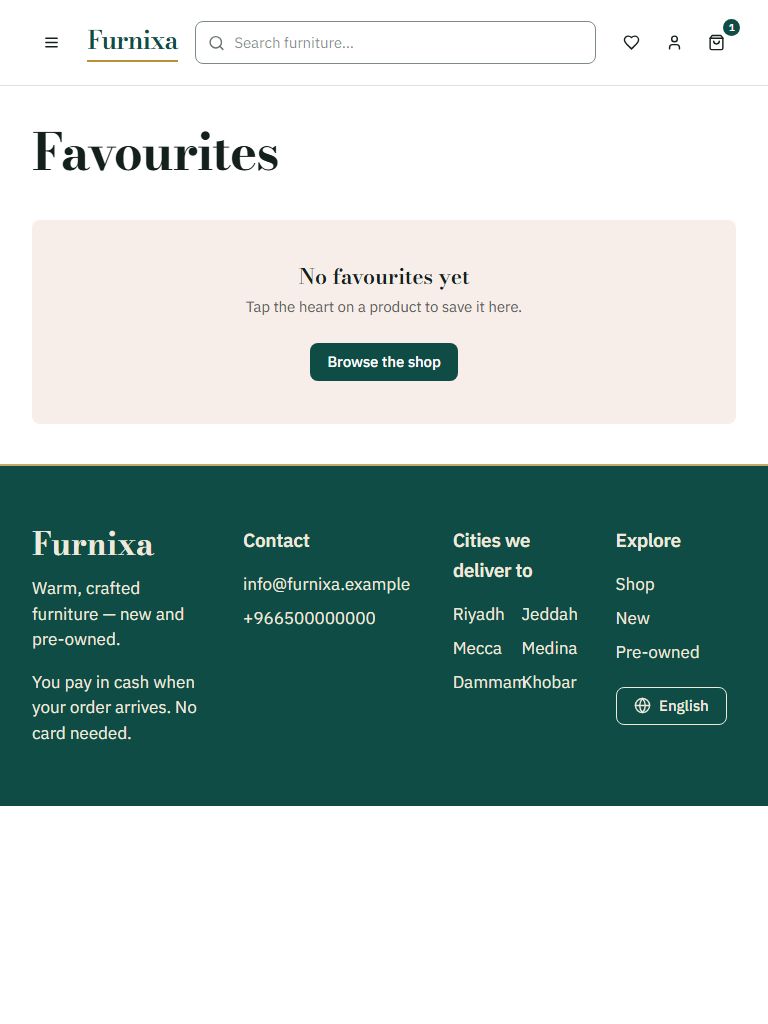 Furnixa
Search furniture...
1
Favourites
No favourites yet
Tap the heart on a product to save it here.
Browse the shop
Furnixa
Warm, crafted
furniture — new and
pre-owned.
You pay in cash when
your order arrives. No
card needed.
Contact
info@furnixa.example
+966500000000
Cities we
deliver to
Riyadh Jeddah
Mecca Medina
Dammam Khobar
Explore
Shop
New
Pre-owned
English